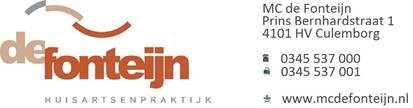 de fonteijn
HUISARTSENPRAKTIJK
MC de Fonteijn
Prins Bernhardstraat 1
4101 HV Culemborg
0345 537 000
0345 537 001
www.mcdefonteijn.nl